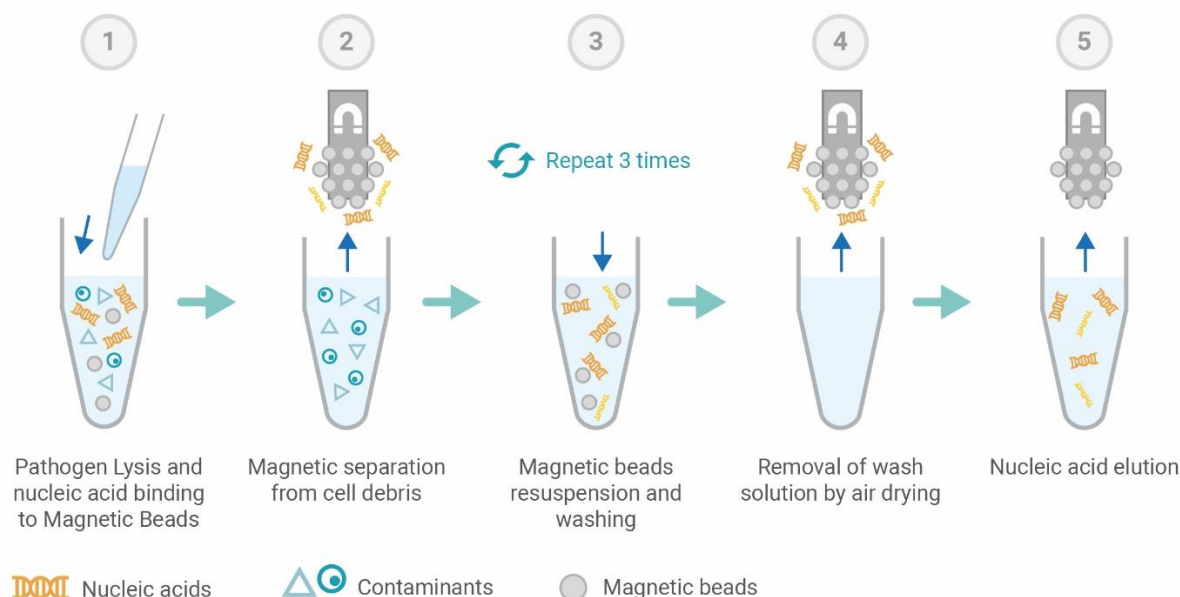 1
2
3
4
5
Repeat 3 times
Pathogen Lysis and
nucleic acid binding
to Magnetic Beads
Magnetic separation
from cell debris
Magnetic beads
resuspension and
washing
Removal of wash
solution by air drying
Nucleic acid elution
Nucleic acids
Contaminants
Magnetic beads